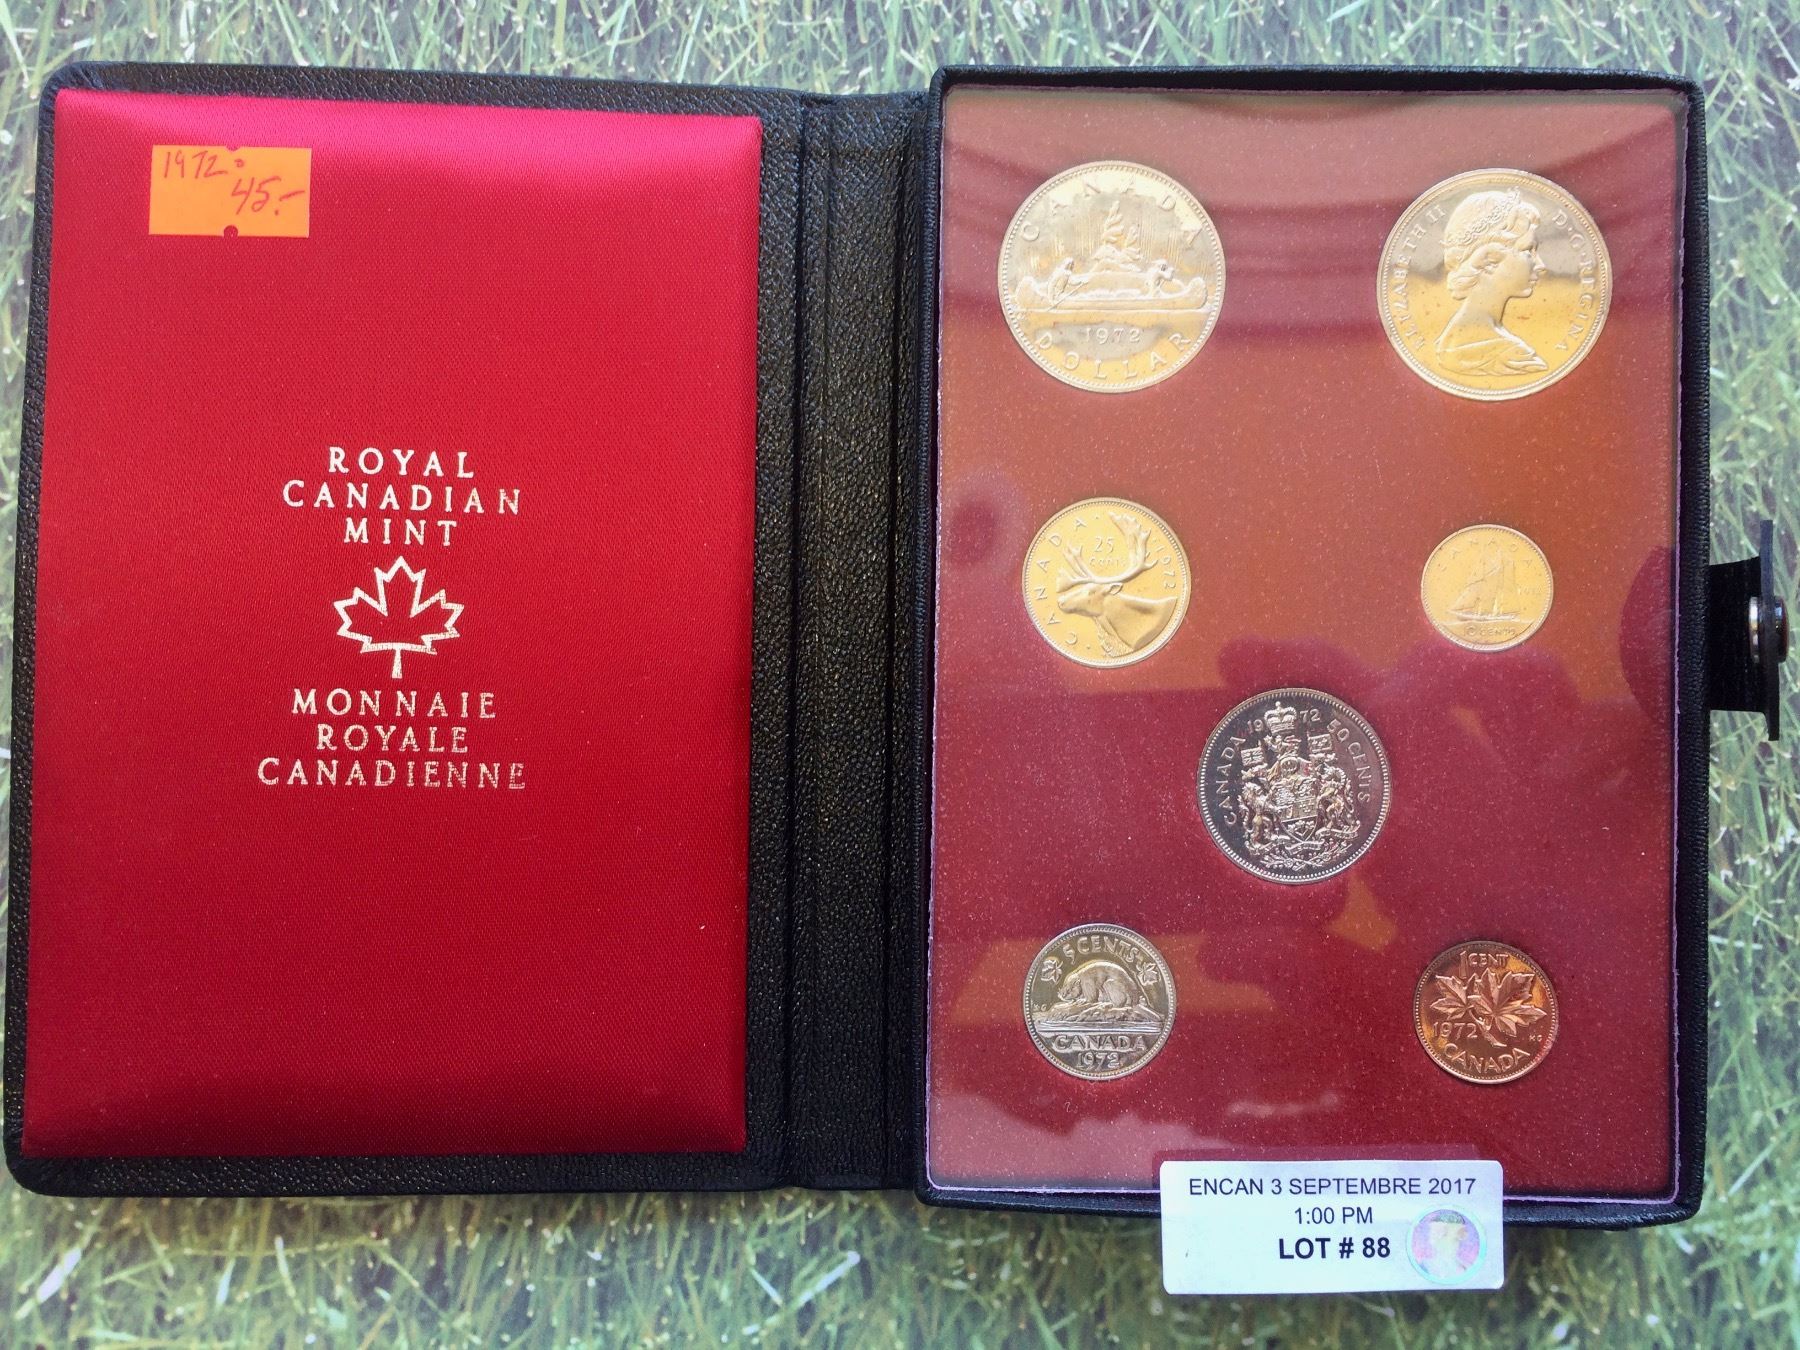 1972
45.-
ROYAL
CANADIAN
MINT
MONNAIE
ROYALE
CANADIENNE
CANADA
1972
DOLLAR
ELIZABETH II D·G·REGINA
CANADA 1972
25
CENTS
CANADA
1972
10 CENTS
CANADA 1972 50 CENTS
5 CENTS
KG
CANADA
1972
1 CENT
1972
KG
CANADA
ENCAN 3 SEPTEMBRE 2017
1:00 PM
LOT # 88